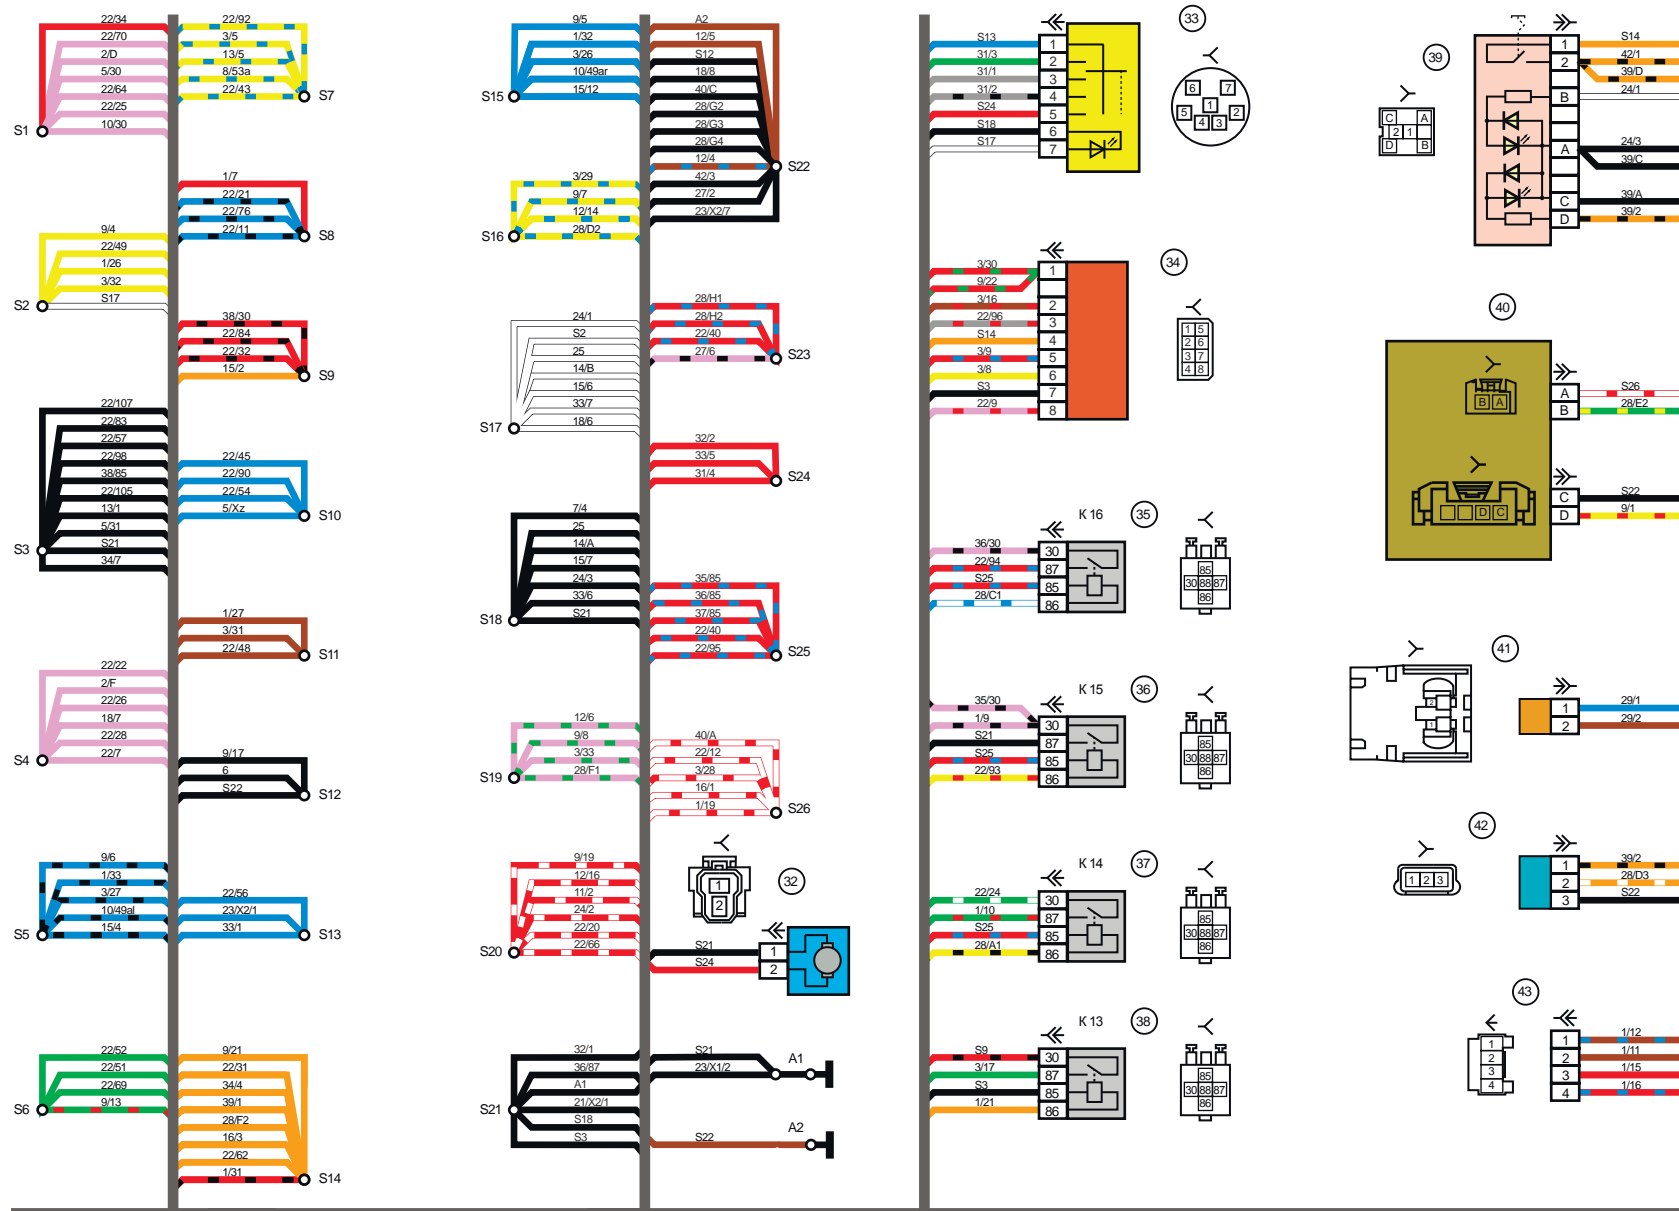 22/34
22/70
2/D
5/30
22/64
22/25
10/30
S1
9/4
22/49
1/26
3/32
S17
S2
22/107
22/83
22/57
22/98
38/85
22/105
13/1
5/31
S21
34/7
S3
22/22
2/F
22/26
18/7
22/28
22/7
S4
9/6
1/33
3/27
10/49al
15/4
S5
22/52
22/51
22/69
9/13
S6
22/92
3/5
13/5
8/53a
22/43
S7
1/7
22/21
22/76
22/11
S8
38/30
22/84
22/32
15/2
S9
22/45
22/90
22/54
5/Xz
S10
1/27
3/31
22/48
S11
9/17
6
S22
S12
22/56
23/X2/1
33/1
S13
9/21
22/31
34/4
39/1
28/F2
16/3
22/62
1/31
S14
9/5
1/32
3/26
10/49ar
15/12
S15
3/29
9/7
12/14
28/D2
S16
24/1
S2
25
14/B
15/6
33/7
18/6
S17
7/4
25
14/A
15/7
24/3
33/6
S21
S18
12/6
9/8
3/33
28/F1
S19
9/19
12/16
11/2
24/2
22/20
22/66
S20
32/1
36/87
A1
21/X2/1
S18
S3
S21
A2
12/5
S12
18/8
40/C
28/G2
28/G3
28/G4
12/4
42/3
27/2
23/X2/7
S22
28/H1
28/H2
22/40
27/6
S23
32/2
33/5
31/4
S24
35/85
36/85
37/85
22/40
22/95
S25
40/A
22/12
3/28
16/1
1/19
S26
32
1
2
S21 1
S24 2
S21
23/X1/2
A1
S22
A2
33
S13 1
31/3 2
31/1 3
31/2 4
S24 5
S18 6
S17 7
6 7
5 1 2
4 3
34
3/30 1
9/22
3/16 2
22/96 3
S14 4
3/9 5
3/8 6
S3 7
22/9 8
1 5
2 6
3 7
4 8
K 16 35
36/30 30
22/94 87
S25 85
28/C1 86
85
30 88 87
86
K 15 36
35/30 30
1/9
S21 87
S25 85
22/93 86
85
30 88 87
86
K 14 37
22/24 30
1/10 87
S25 85
28/A1 86
85
30 88 87
86
K 13 38
S9 30
3/17 87
S3 85
1/21 86
85
30 88 87
86
39
C A
2 1
D B
1 S14
2 42/1
39/D
B 24/1
A 24/3
39/C
C 39/A
D 39/2
40
B A
D C
A S26
B 28/E2
C S22
D 9/1
41
2
1
1 29/1
2 29/2
42
1 2 3
1 39/2
2 28/D3
3 S22
43
1
2
3
4
1 1/12
2 1/11
3 1/15
4 1/16